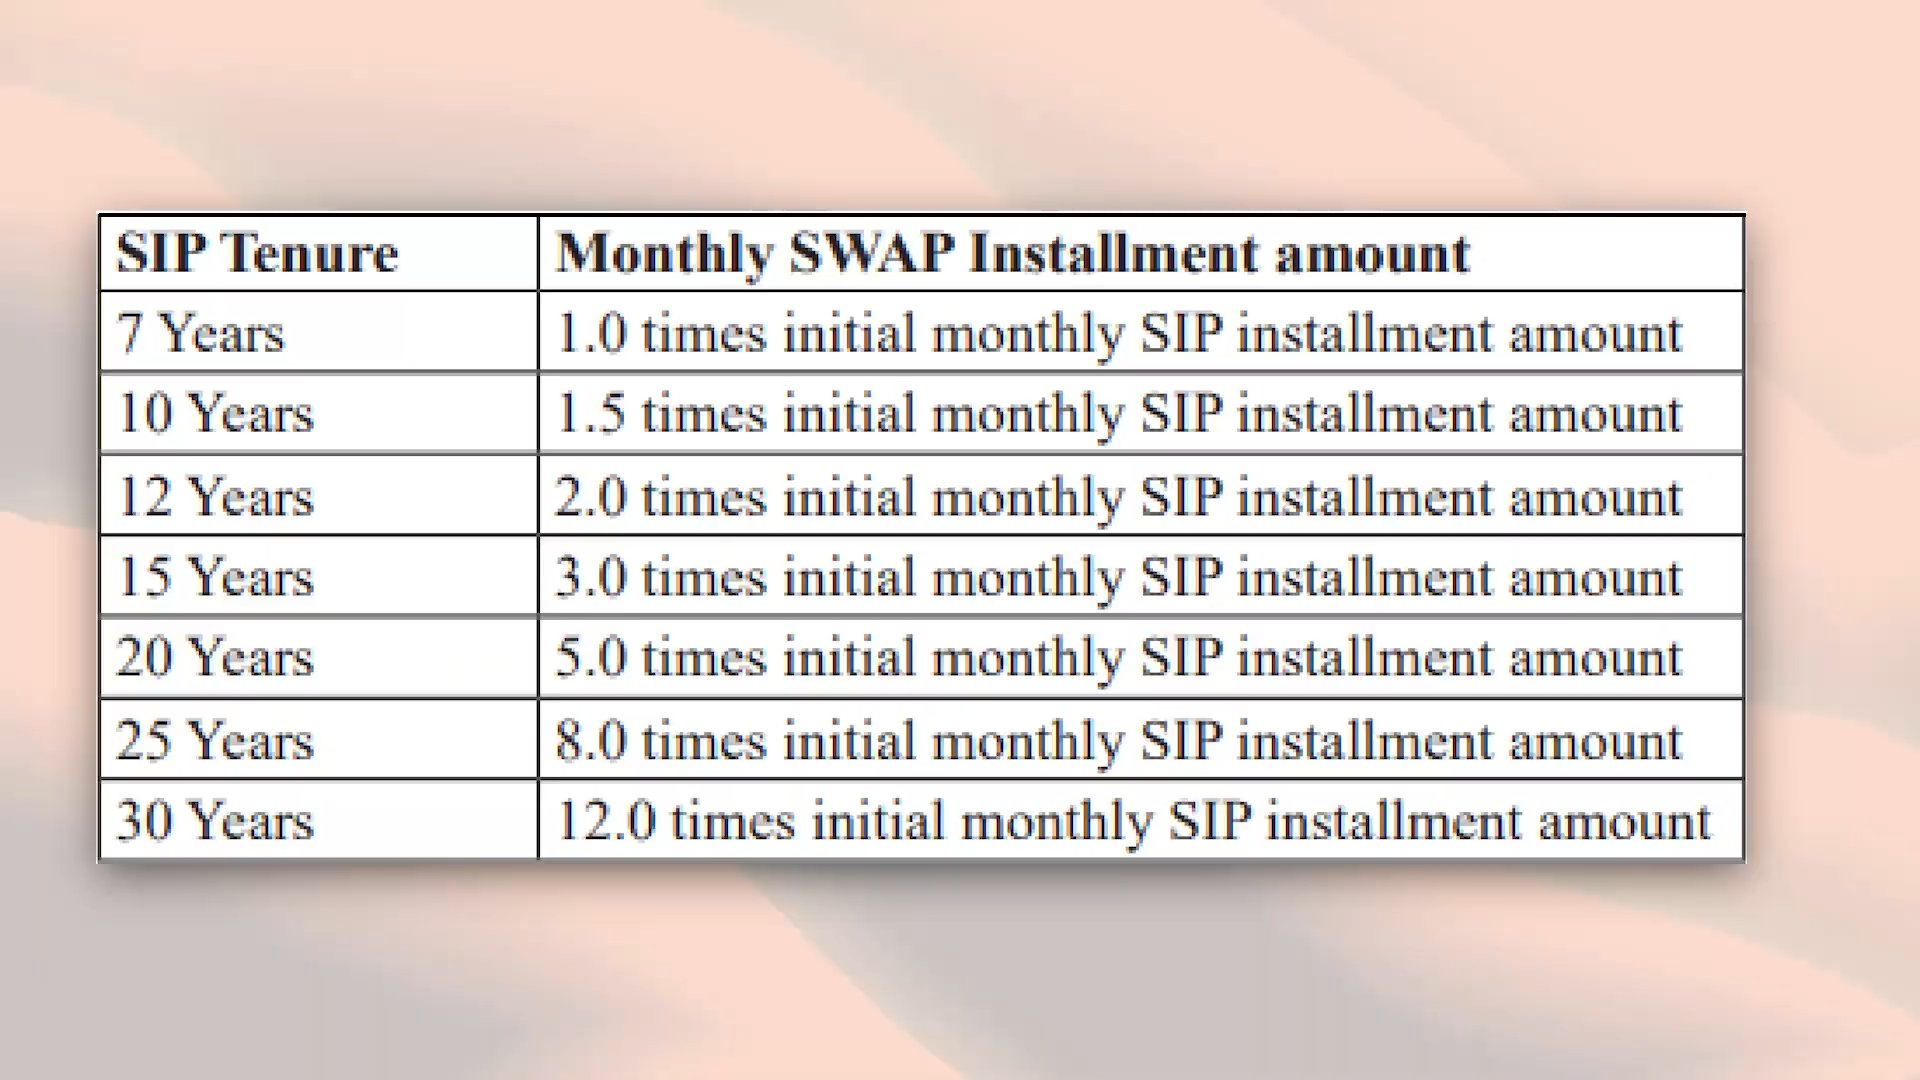 SIP Tenure Monthly SWAP Installment amount
7 Years 1.0 times initial monthly SIP installment amount
10 Years 1.5 times initial monthly SIP installment amount
12 Years 2.0 times initial monthly SIP installment amount
15 Years 3.0 times initial monthly SIP installment amount
20 Years 5.0 times initial monthly SIP installment amount
25 Years 8.0 times initial monthly SIP installment amount
30 Years 12.0 times initial monthly SIP installment amount